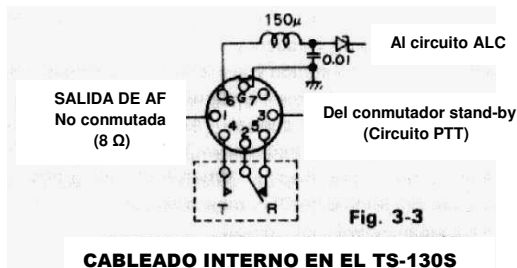 150μ
Al circuito ALC
0.01
SALIDA DE AF
No conmutada
(8 Ω)
6 G 7
1 3
4 5
2
Del conmutador stand-by
(Circuito PTT)
T R
Fig. 3-3
CABLEADO INTERNO EN EL TS-130S